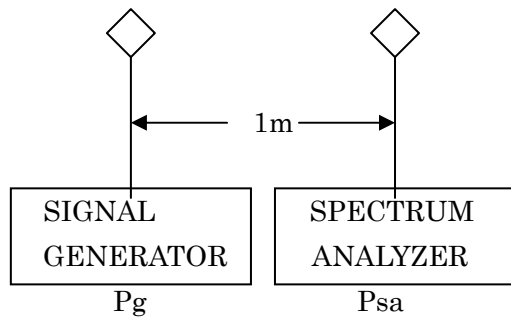 1m
SIGNAL
GENERATOR
SPECTRUM
ANALYZER
Pg
Psa